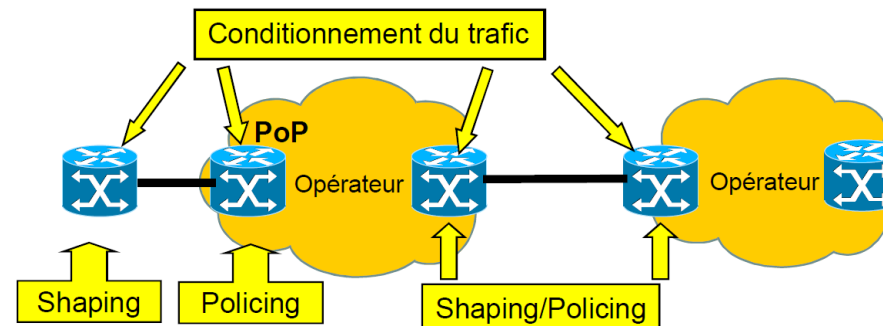 Conditionnement du trafic
PoP
Opérateur
Opérateur
Shaping
Policing
Shaping/Policing